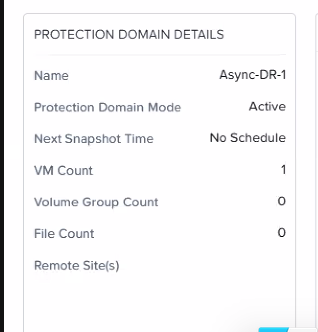 PROTECTION DOMAIN DETAILS
Name Async-DR-1
Protection Domain Mode Active
Next Snapshot Time No Schedule
VM Count 1
Volume Group Count 0
File Count 0
Remote Site(s)